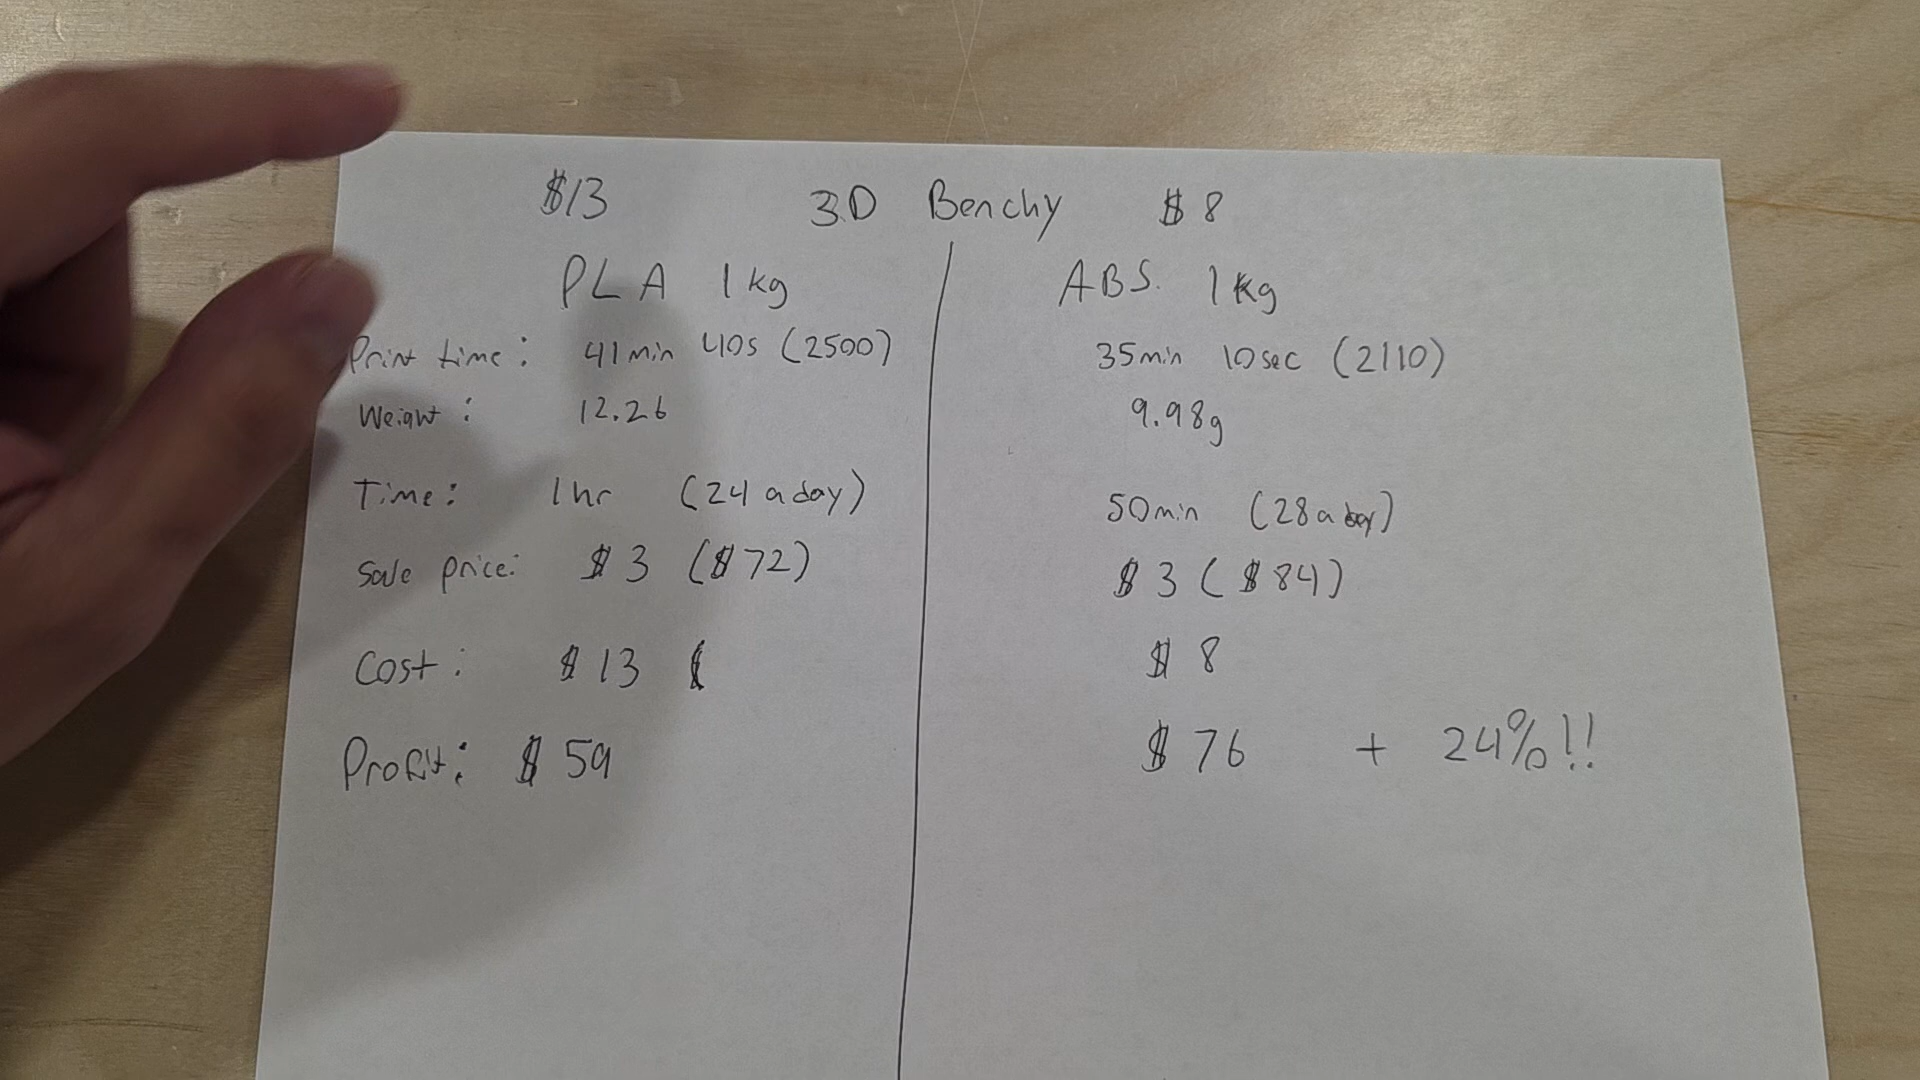 $13 3D Benchy $8
PLA 1kg ABS. 1kg
Print time: 41min 40s (2500) 35min 10sec (2110)
Weight: 12.26 9.98g
Time: 1hr (24 a day) 50min (28 a day)
Sale price: $3 ($72) $3 ($84)
Cost: $13 $8
Profit: $59 $76 + 24%!!